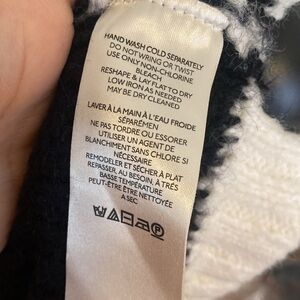 HAND WASH COLD SEPARATELY
DO NOT WRING OR TWIST
USE ONLY NON-CHLORINE
BLEACH
RESHAPE & LAY FLAT TO DRY
LOW IRON AS NEEDED
MAY BE DRY CLEANED
LAVER À LA MAIN À L'EAU FROIDE
SÉPARÉMEN
NE PAS TORDRE OU ESSORER
UTILISER UN AGENT DE
BLANCHIMENT SANS CHLORE SI
NÉCESSAIRE
REMODELER ET SÉCHER À PLAT
REPASSER, AU BESOIN, À TRÉS
BASSE TEMPÉRATURE
PEUT-ÊTRE ÊTRE NETTOYÉE
A SEC
P